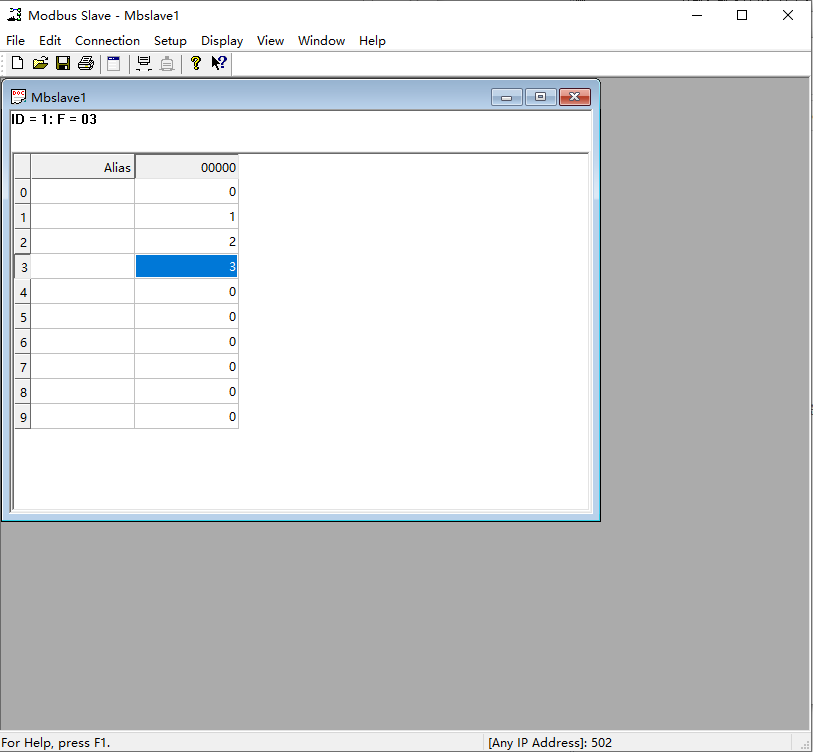 Modbus Slave - Mbslave1
File Edit Connection Setup Display View Window Help
Mbslave1
ID = 1: F = 03
Alias 00000
0 0
1 1
2 2
3 3
4 0
5 0
6 0
7 0
8 0
9 0
For Help, press F1. [Any IP Address]: 502